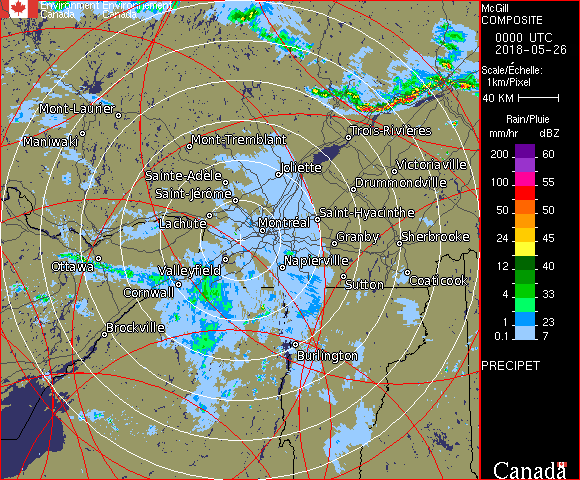 Environment Environnement
Canada Canada
McGill
COMPOSITE
0000 UTC
2018-05-26
Scale/Échelle:
1km/Pixel
40 KM
Rain/Pluie
mm/hr dBZ
200 60
100 55
50 50
24 45
12 40
4 33
1 23
0.1 7
PRECIPET
Canada
Mont-Laurier
Maniwaki
Mont-Tremblant
Trois-Rivières
Sainte-Adèle
Joliette
Victoriaville
Saint-Jérôme
Drummondville
Lachute
Montréal
Saint-Hyacinthe
Granby
Sherbrooke
Ottawa
Valleyfield
Napierville
Cornwall
Sutton
Coaticook
Brockville
Burlington